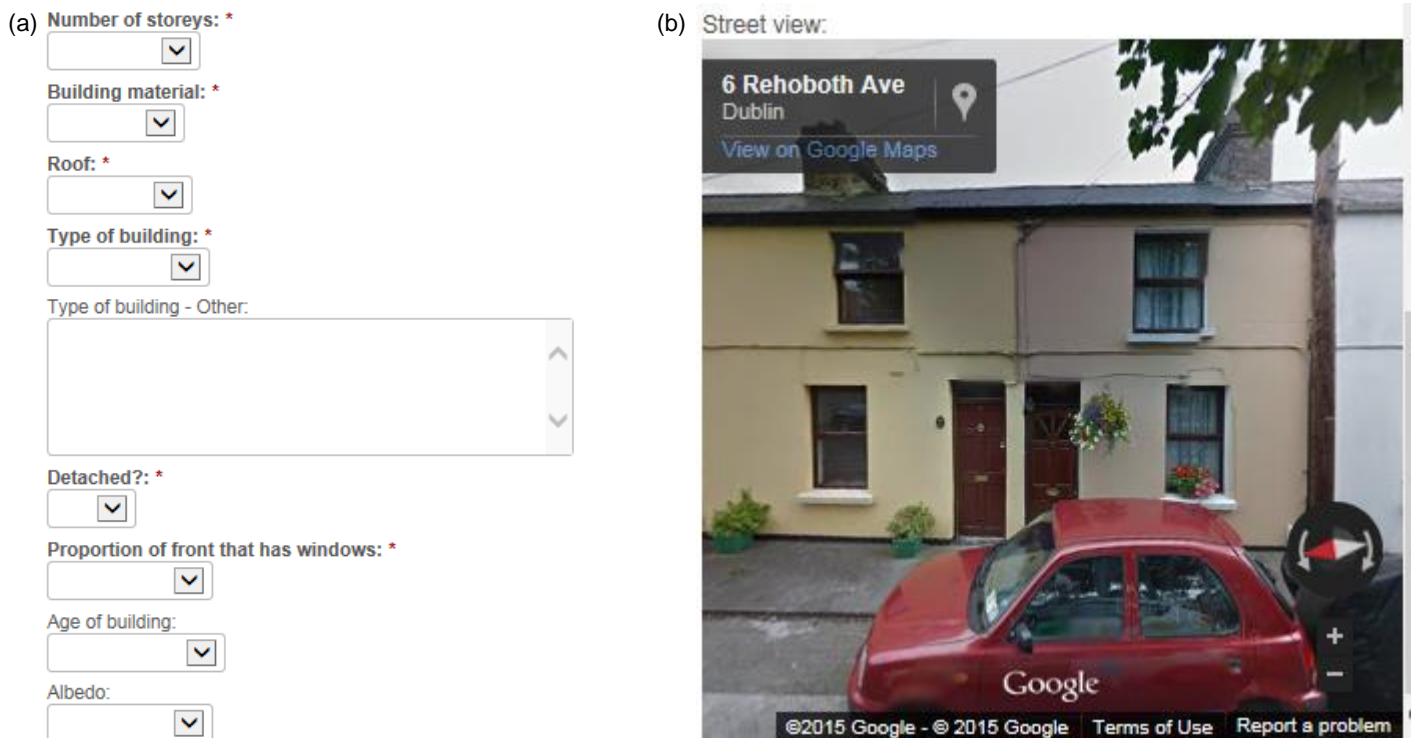 (a)
Number of storeys: *
Building material: *
Roof: *
Type of building: *
Type of building - Other:
Detached?: *
Proportion of front that has windows: *
Age of building:
Albedo:
(b)
Street view:
6 Rehoboth Ave
Dublin
View on Google Maps
+
−
Google
©2015 Google - © 2015 Google Terms of Use Report a problem